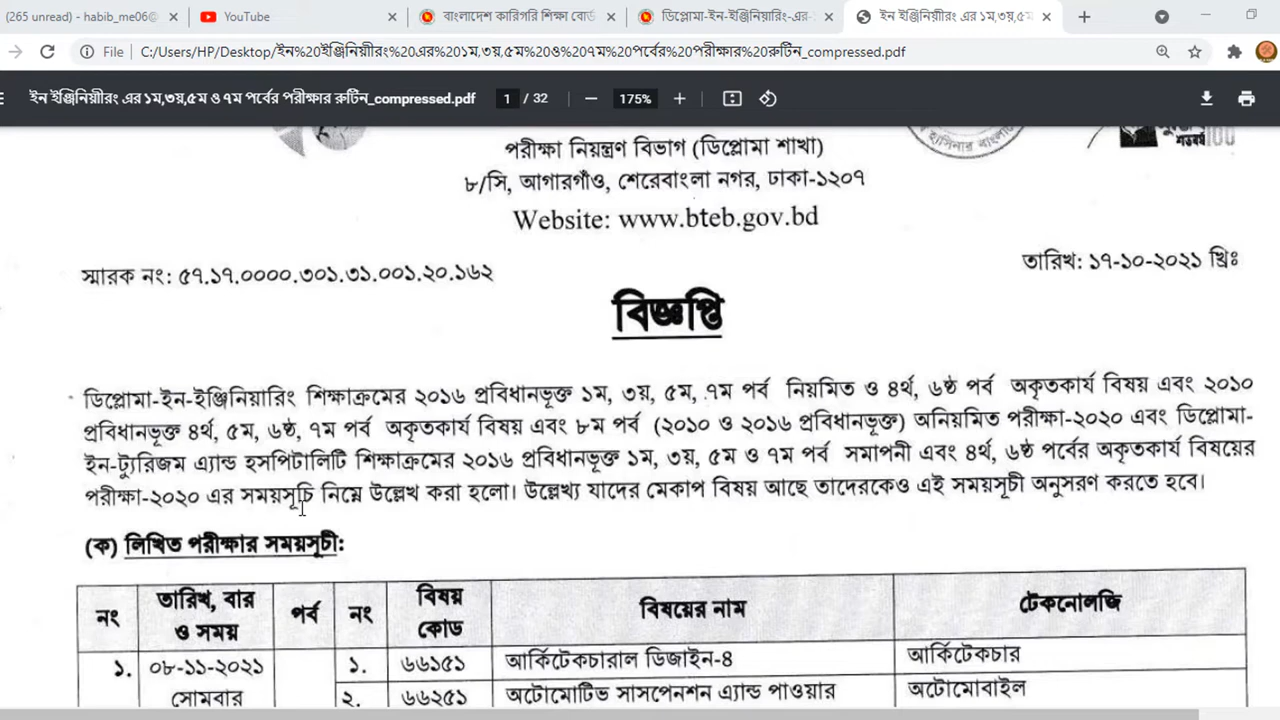 (265 unread) - habib_me06@
YouTube
বাংলাদেশ কারিগরি শিক্ষা বোর্ড
ডিপ্লোমা-ইন-ইঞ্জিনিয়ারিং-এর-
ইন ইঞ্জিনিয়ীরিং এর ১ম,৩য়,৫ম
File C:/Users/HP/Desktop/ইন%20ইঞ্জিনিয়ীরং%20এর%20১ম,৩য়,৫ম%20ও%20৭ম%20পর্বের%20পরীক্ষার%20রুটিন_compressed.pdf
ইন ইঞ্জিনিয়ীরং এর ১ম,৩য়,৫ম ও ৭ম পর্বের পরীক্ষার রুটিন_compressed.pdf 1 / 32 175%
পরীক্ষা নিয়ন্ত্রণ বিভাগ (ডিপ্লোমা শাখা)
৮/সি, আগারগাঁও, শেরেবাংলা নগর, ঢাকা-১২০৭
Website: www.bteb.gov.bd
স্মারক নং: ৫৭.১৭.০০০০.৩০১.৩১.০০১.২০.১৬২
তারিখ: ১৭-১০-২০২১ খ্রিঃ
বিজ্ঞপ্তি
ডিপ্লোমা-ইন-ইঞ্জিনিয়ারিং শিক্ষাক্রমের ২০১৬ প্রবিধানভূক্ত ১ম, ৩য়, ৫ম, ৭ম পর্ব নিয়মিত ও ৪র্থ, ৬ষ্ঠ পর্ব অকৃতকার্য বিষয় এবং ২০১০
প্রবিধানভূক্ত ৪র্থ, ৫ম, ৬ষ্ঠ, ৭ম পর্ব অকৃতকার্য বিষয় এবং ৮ম পর্ব (২০১০ ও ২০১৬ প্রবিধানভূক্ত) অনিয়মিত পরীক্ষা-২০২০ এবং ডিপ্লোমা-
ইন-ট্যুরিজম এ্যান্ড হসপিটালিটি শিক্ষাক্রমের ২০১৬ প্রবিধানভূক্ত ১ম, ৩য়, ৫ম ও ৭ম পর্ব সমাপনী এবং ৪র্থ, ৬ষ্ঠ পর্বের অকৃতকার্য বিষয়ের
পরীক্ষা-২০২০ এর সময়সূচি নিম্নে উল্লেখ করা হলো। উল্লেখ্য যাদের মেকাপ বিষয় আছে তাদেরকেও এই সময়সূচী অনুসরণ করতে হবে।
(ক) লিখিত পরীক্ষার সময়সূচী:
নং তারিখ, বার ও সময় পর্ব নং বিষয় কোড বিষয়ের নাম টেকনোলজি
১. ০৮-১১-২০২১ ১. ৬৬১৫১ আর্কিটেকচারাল ডিজাইন-৪ আর্কিটেকচার
সোমবার ২. ৬৬২৫১ অটোমোটিভ সাসপেনশন এ্যান্ড পাওয়ার অটোমোবাইল